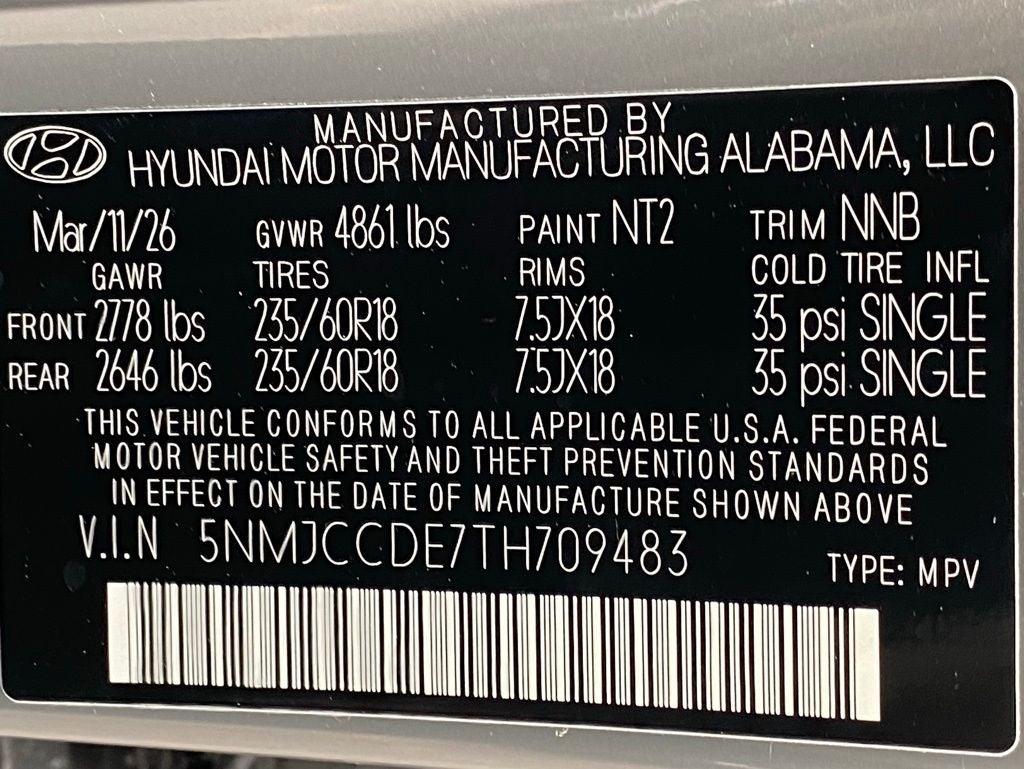 MANUFACTURED BY
HYUNDAI MOTOR MANUFACTURING ALABAMA, LLC
Mar/11/26 GVWR 4861 lbs PAINT NT2 TRIM NNB
GAWR TIRES RIMS COLD TIRE INFL
FRONT 2778 lbs 235/60R18 7.5JX18 35 psi SINGLE
REAR 2646 lbs 235/60R18 7.5JX18 35 psi SINGLE
THIS VEHICLE CONFORMS TO ALL APPLICABLE U.S.A. FEDERAL
MOTOR VEHICLE SAFETY AND THEFT PREVENTION STANDARDS
IN EFFECT ON THE DATE OF MANUFACTURE SHOWN ABOVE
V.I.N 5NMJCCDE7TH709483
TYPE: MPV